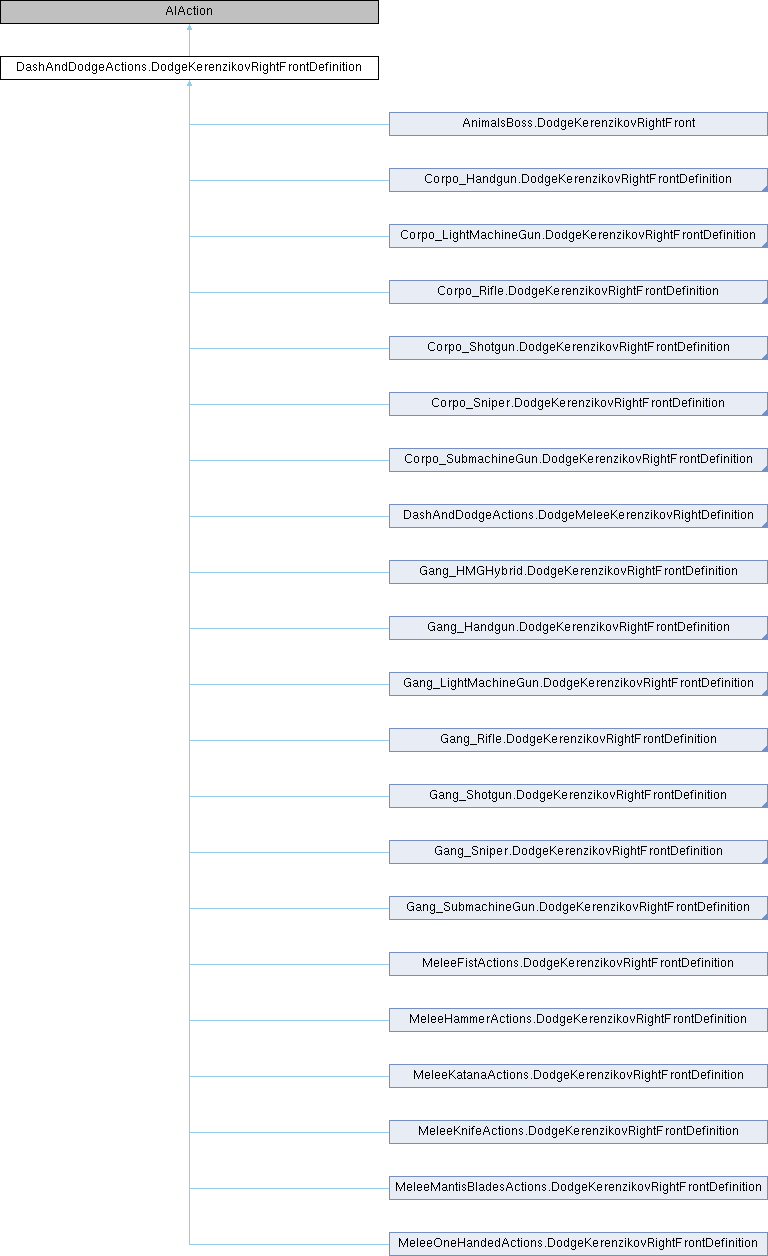 AIAction
DashAndDodgeActions.DodgeKerenzikovRightFrontDefinition
AnimalsBoss.DodgeKerenzikovRightFront
Corpo_Handgun.DodgeKerenzikovRightFrontDefinition
Corpo_LightMachineGun.DodgeKerenzikovRightFrontDefinition
Corpo_Rifle.DodgeKerenzikovRightFrontDefinition
Corpo_Shotgun.DodgeKerenzikovRightFrontDefinition
Corpo_Sniper.DodgeKerenzikovRightFrontDefinition
Corpo_SubmachineGun.DodgeKerenzikovRightFrontDefinition
DashAndDodgeActions.DodgeMeleeKerenzikovRightDefinition
Gang_HMGHybrid.DodgeKerenzikovRightFrontDefinition
Gang_Handgun.DodgeKerenzikovRightFrontDefinition
Gang_LightMachineGun.DodgeKerenzikovRightFrontDefinition
Gang_Rifle.DodgeKerenzikovRightFrontDefinition
Gang_Shotgun.DodgeKerenzikovRightFrontDefinition
Gang_Sniper.DodgeKerenzikovRightFrontDefinition
Gang_SubmachineGun.DodgeKerenzikovRightFrontDefinition
MeleeFistActions.DodgeKerenzikovRightFrontDefinition
MeleeHammerActions.DodgeKerenzikovRightFrontDefinition
MeleeKatanaActions.DodgeKerenzikovRightFrontDefinition
MeleeKnifeActions.DodgeKerenzikovRightFrontDefinition
MeleeMantisBladesActions.DodgeKerenzikovRightFrontDefinition
MeleeOneHandedActions.DodgeKerenzikovRightFrontDefinition